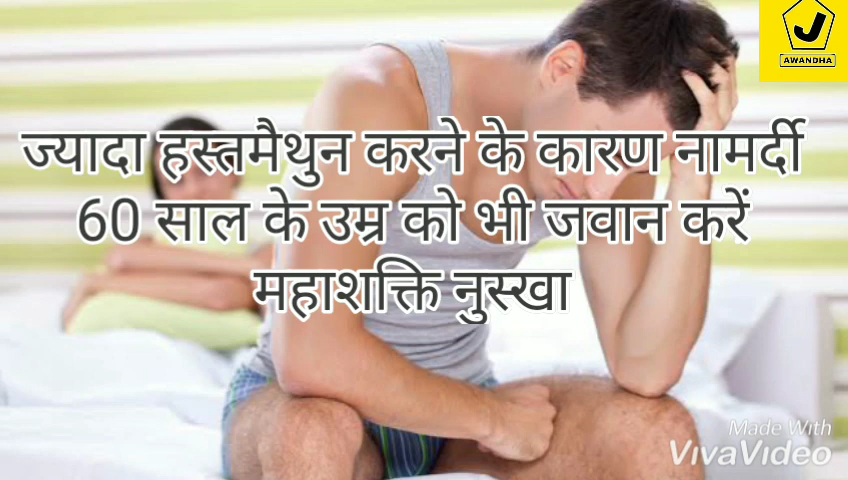 J
AWANDHA
ज्यादा हस्तमैथुन करने के कारण नामर्दी
60 साल के उम्र को भी जवान करें
महाशक्ति नुस्खा
Made With
VivaVideo